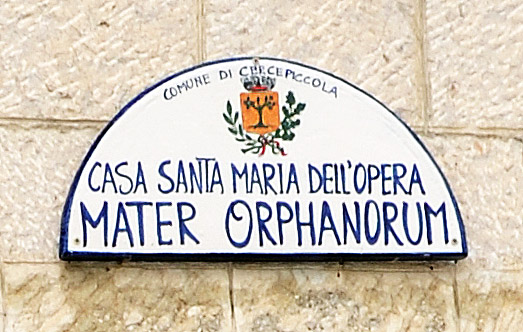 COMUNE DI CERCEPICCOLA
CASA SANTA MARIA DELL'OPERA
MATER ORPHANORUM